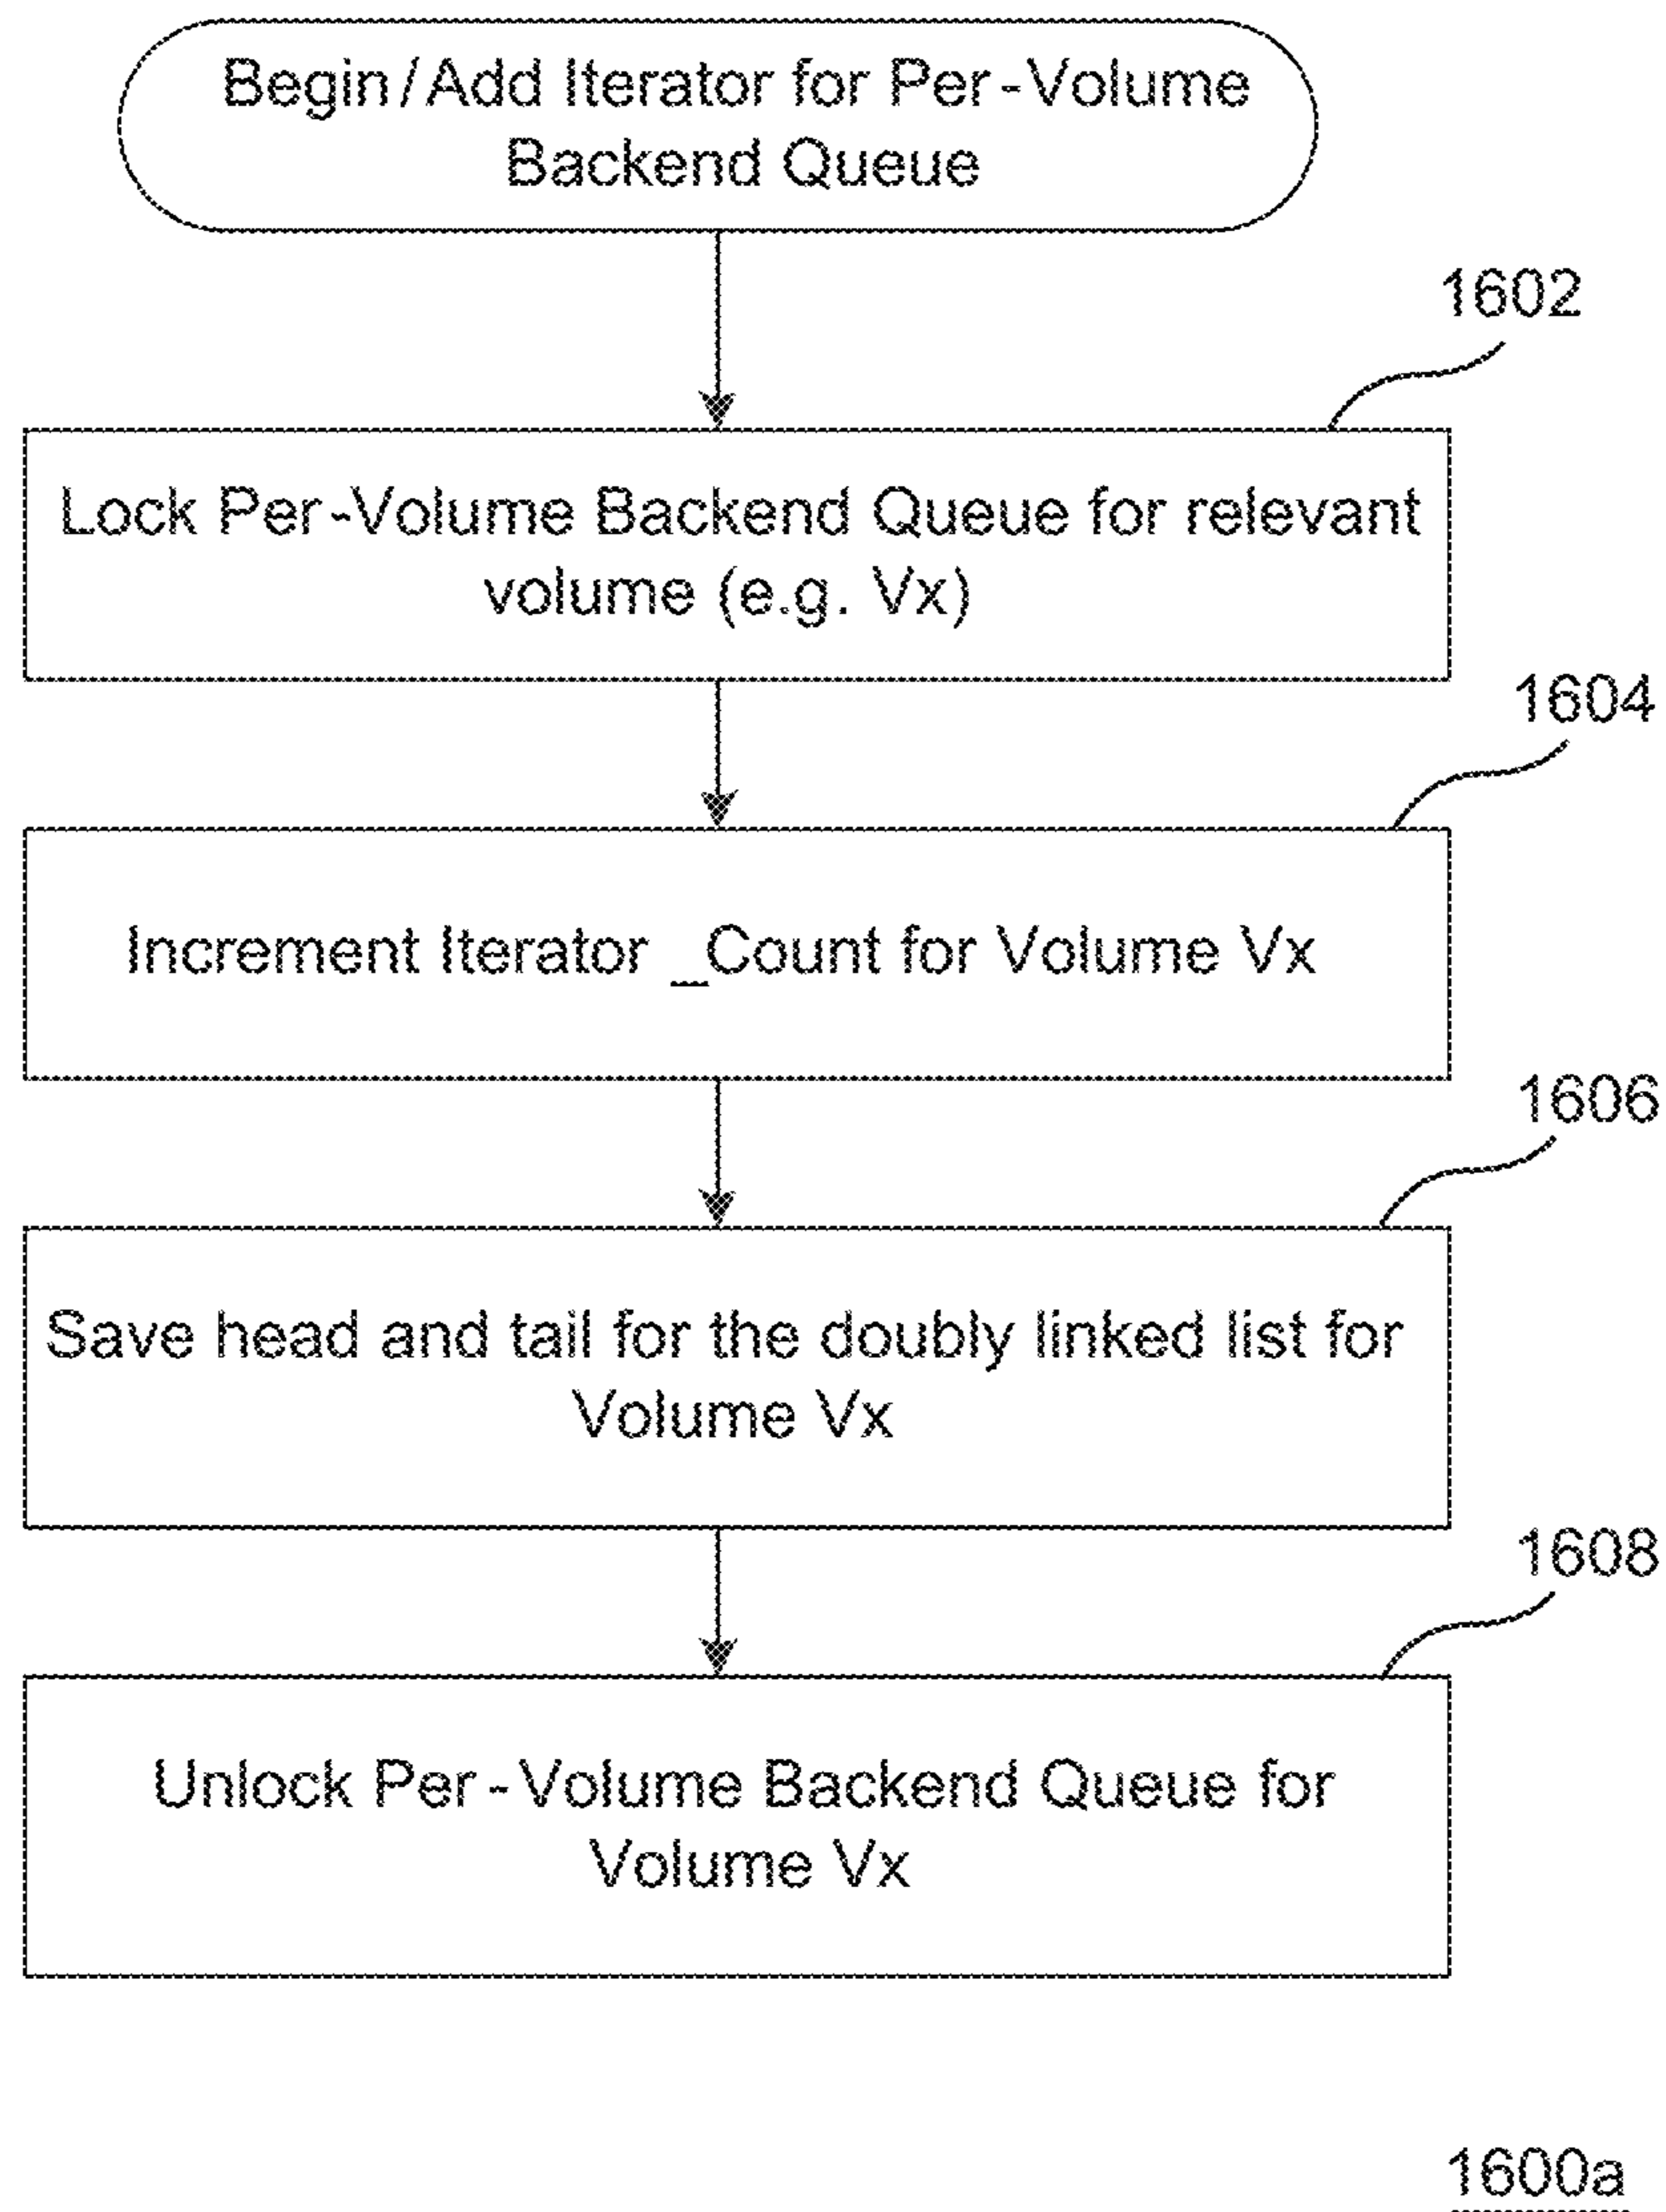 Begin/Add Iterator for Per-Volume
Backend Queue
1602
Lock Per-Volume Backend Queue for relevant
volume (e.g. Vx)
1604
Increment Iterator _Count for Volume Vx
1606
Save head and tail for the doubly linked list for
Volume Vx
1608
Unlock Per-Volume Backend Queue for
Volume Vx
1600a